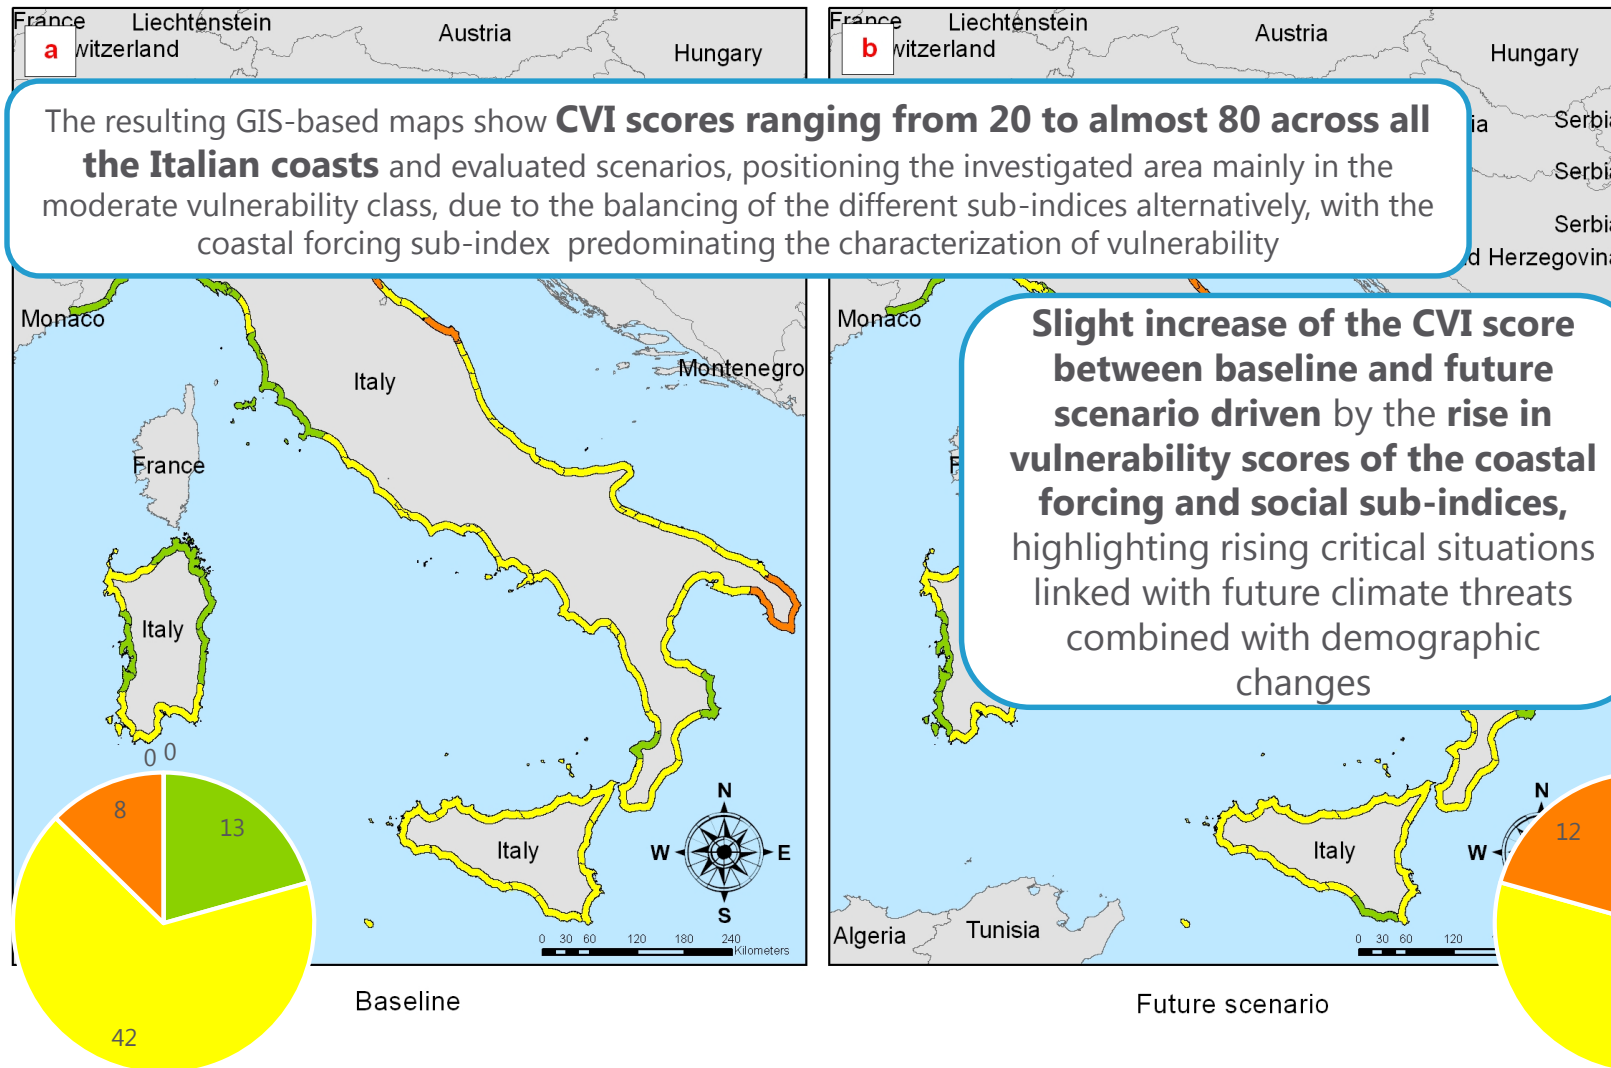 France
Liechtenstein
Austria
Hungary
a
witzerland
France
Liechtenstein
Austria
Hungary
b
witzerland
The resulting GIS-based maps show CVI scores ranging from 20 to almost 80 across all
the Italian coasts and evaluated scenarios, positioning the investigated area mainly in the
moderate vulnerability class, due to the balancing of the different sub-indices alternatively, with the
coastal forcing sub-index predominating the characterization of vulnerability
ia
Serbi
Serbi
Serbi
d Herzegovin
Monaco
Italy
Montenegro
France
Italy
Italy
Monaco
Slight increase of the CVI score
between baseline and future
scenario driven by the rise in
vulnerability scores of the coastal
forcing and social sub-indices,
highlighting rising critical situations
linked with future climate threats
combined with demographic
changes
F
0 0
8
13
42
N
W
E
S
0 30 60 120 180 240
Kilometers
Baseline
Italy
Algeria
Tunisia
N
W
0 30 60 120
12
Future scenario